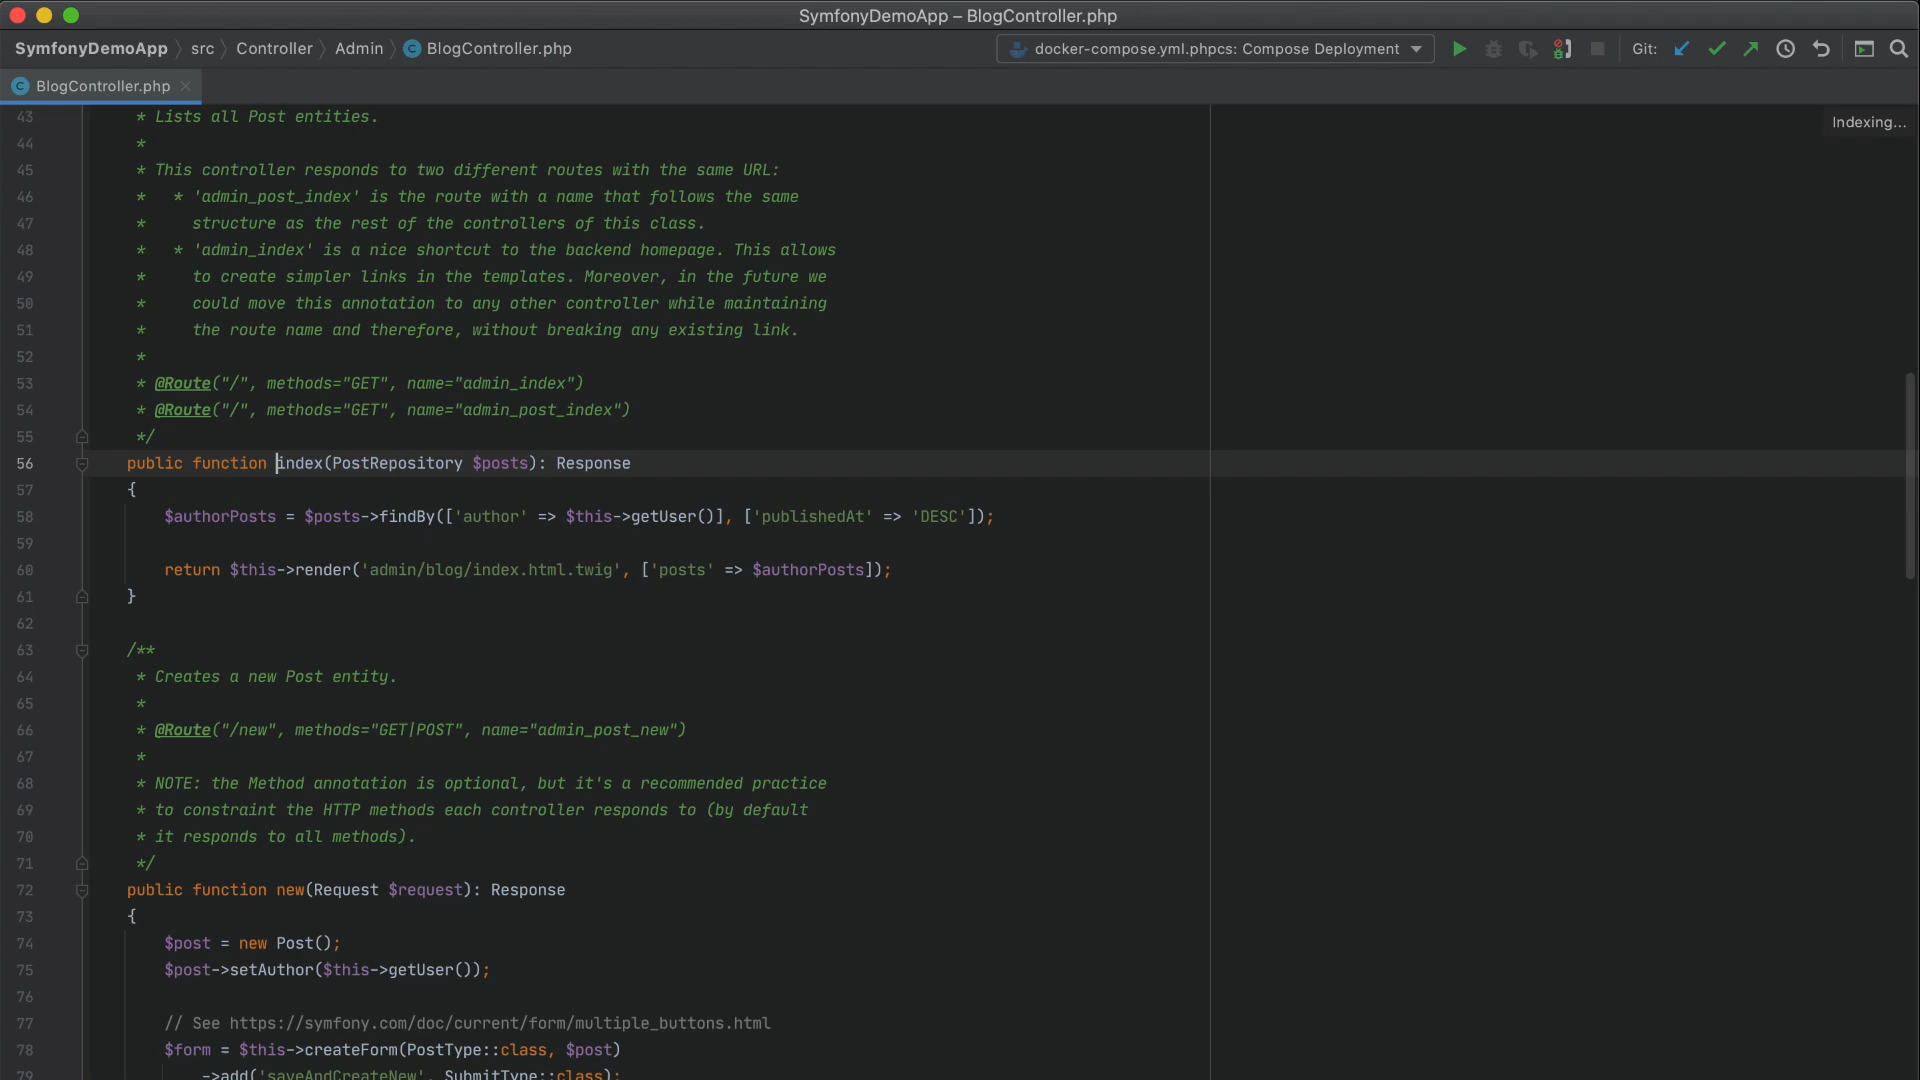 SymfonyDemoApp – BlogController.php
SymfonyDemoApp src Controller Admin BlogController.php docker-compose.yml.phpcs: Compose Deployment Git:
BlogController.php
Indexing...
43 * Lists all Post entities.
44 *
45 * This controller responds to two different routes with the same URL:
46 *   * 'admin_post_index' is the route with a name that follows the same
47 *     structure as the rest of the controllers of this class.
48 *   * 'admin_index' is a nice shortcut to the backend homepage. This allows
49 *     to create simpler links in the templates. Moreover, in the future we
50 *     could move this annotation to any other controller while maintaining
51 *     the route name and therefore, without breaking any existing link.
52 *
53 * @Route("/", methods="GET", name="admin_index")
54 * @Route("/", methods="GET", name="admin_post_index")
55 */
56 public function index(PostRepository $posts): Response
57 {
58     $authorPosts = $posts->findBy(['author' => $this->getUser()], ['publishedAt' => 'DESC']);
59
60     return $this->render('admin/blog/index.html.twig', ['posts' => $authorPosts]);
61 }
62
63 /**
64 * Creates a new Post entity.
65 *
66 * @Route("/new", methods="GET|POST", name="admin_post_new")
67 *
68 * NOTE: the Method annotation is optional, but it's a recommended practice
69 * to constraint the HTTP methods each controller responds to (by default
70 * it responds to all methods).
71 */
72 public function new(Request $request): Response
73 {
74     $post = new Post();
75     $post->setAuthor($this->getUser());
76
77     // See https://symfony.com/doc/current/form/multiple_buttons.html
78     $form = $this->createForm(PostType::class, $post)
79         ->add('saveAndCreateNew', SubmitType::class);